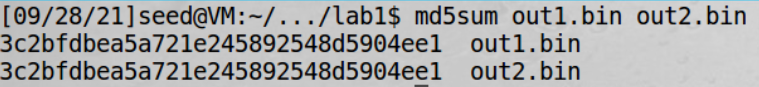 [09/28/21]seed@VM:~/.../lab1$ md5sum out1.bin out2.bin
3c2bfdbea5a721e245892548d5904ee1  out1.bin
3c2bfdbea5a721e245892548d5904ee1  out2.bin